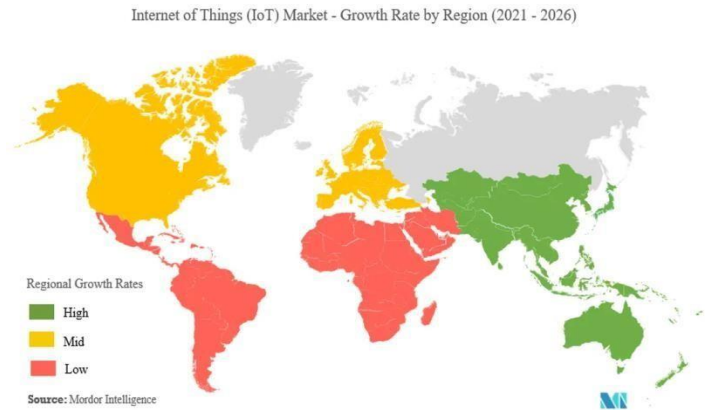 Internet of Things (IoT) Market - Growth Rate by Region (2021 - 2026)
Regional Growth Rates
High
Mid
Low
Source: Mordor Intelligence